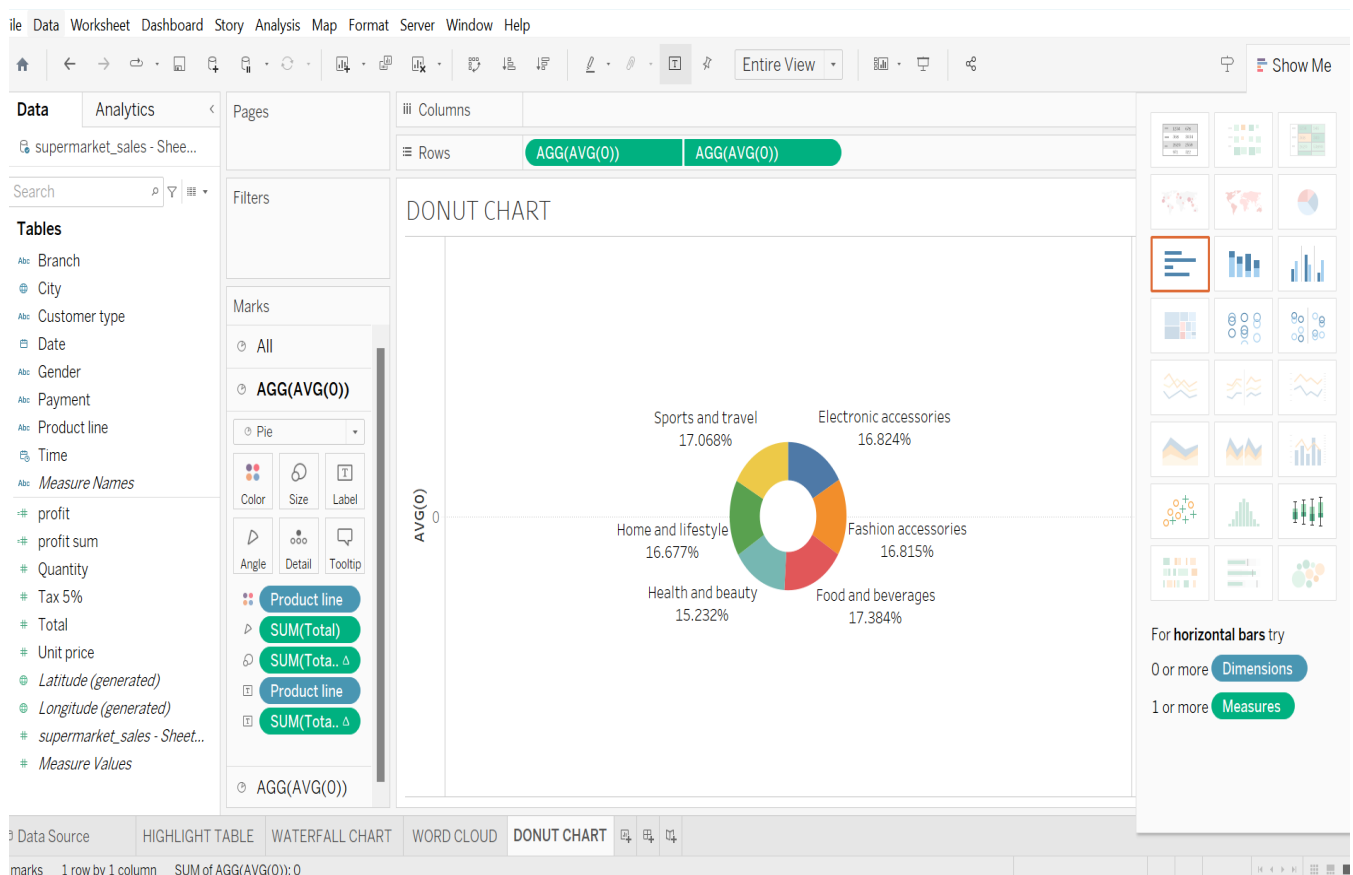 ile Data Worksheet Dashboard Story Analysis Map Format Server Window Help
Entire View
Show Me
Data Analytics
supermarket_sales - Shee...
Search
Tables
Abc Branch
City
Abc Customer type
Date
Abc Gender
Abc Payment
Abc Product line
Time
Abc Measure Names
=# profit
=# profit sum
# Quantity
# Tax 5%
# Total
# Unit price
Latitude (generated)
Longitude (generated)
# supermarket_sales - Sheet...
# Measure Values
Pages
Filters
Marks
All
AGG(AVG(0))
Pie
Color Size Label
Angle Detail Tooltip
Product line
SUM(Total)
SUM(Tota.. Δ
Product line
SUM(Tota.. Δ
AGG(AVG(0))
iii Columns
Rows AGG(AVG(0)) AGG(AVG(0))
DONUT CHART
AVG(0)
0
Sports and travel
17.068%
Electronic accessories
16.824%
Home and lifestyle
16.677%
Fashion accessories
16.815%
Health and beauty
15.232%
Food and beverages
17.384%
For horizontal bars try
0 or more Dimensions
1 or more Measures
Data Source HIGHLIGHT TABLE WATERFALL CHART WORD CLOUD DONUT CHART
marks 1 row by 1 column SUM of AGG(AVG(0)): 0